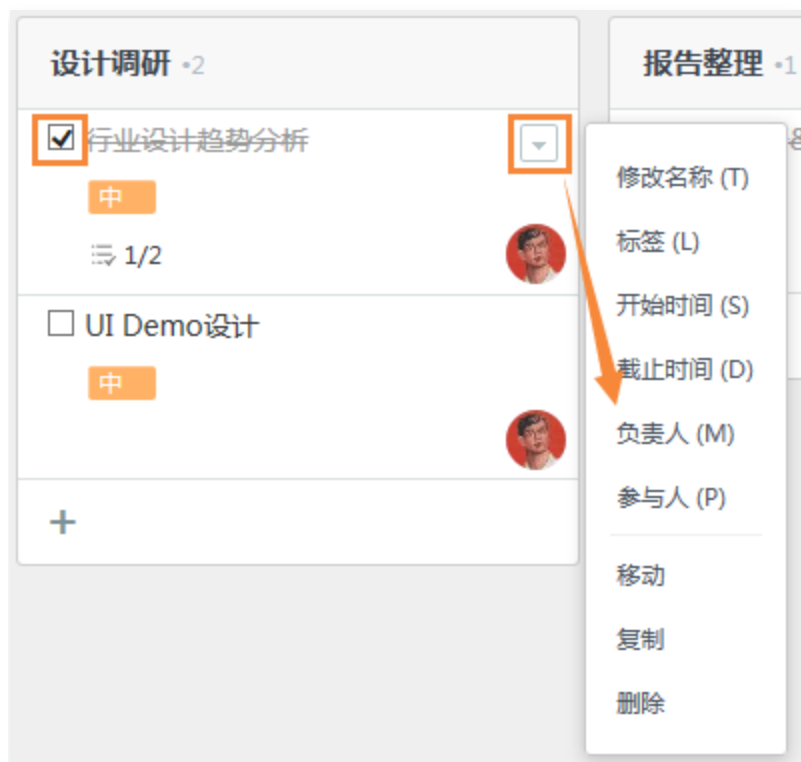 设计调研 •2
行业设计趋势分析
中
1/2
UI Demo设计
中
+
报告整理 •1
修改名称 (T)
标签 (L)
开始时间 (S)
截止时间 (D)
负责人 (M)
参与人 (P)
移动
复制
删除